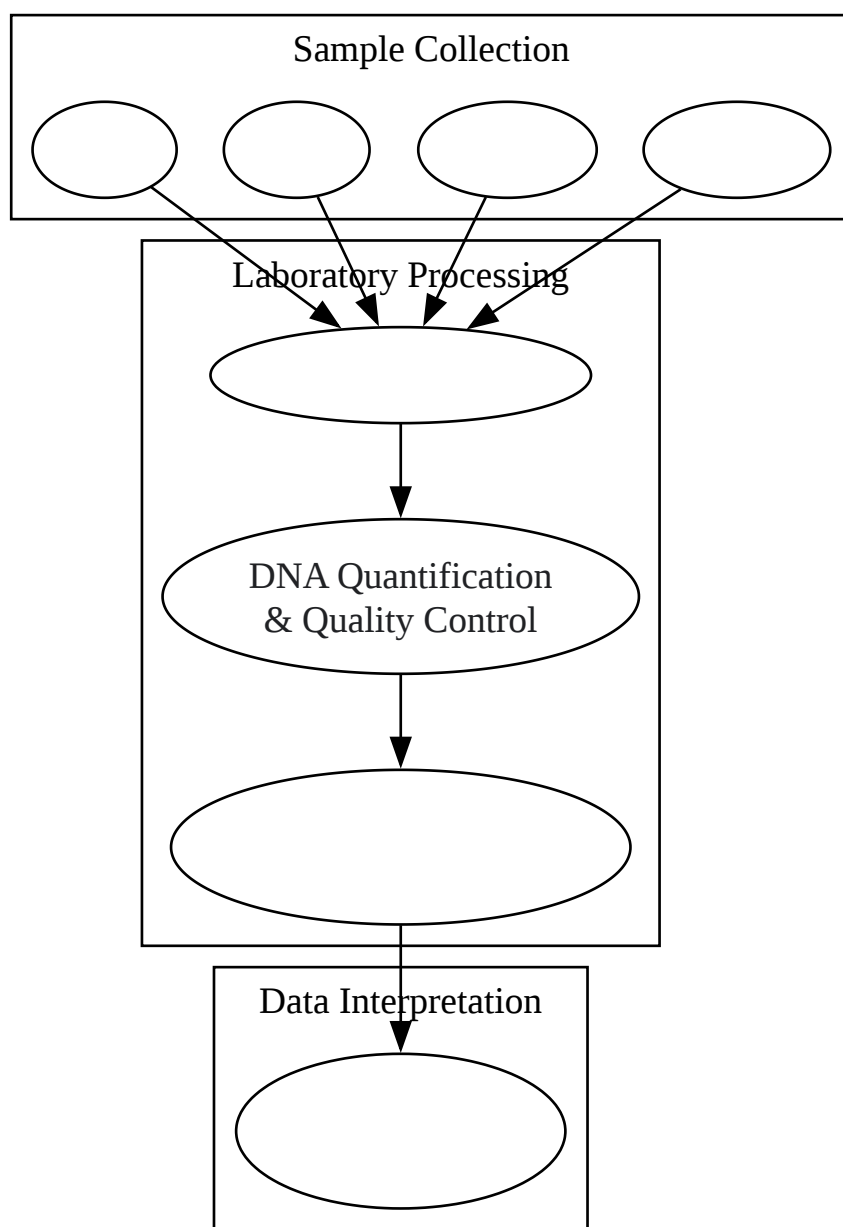 Sample Collection
Laboratory Processing
DNA Quantification
& Quality Control
Data Interpretation